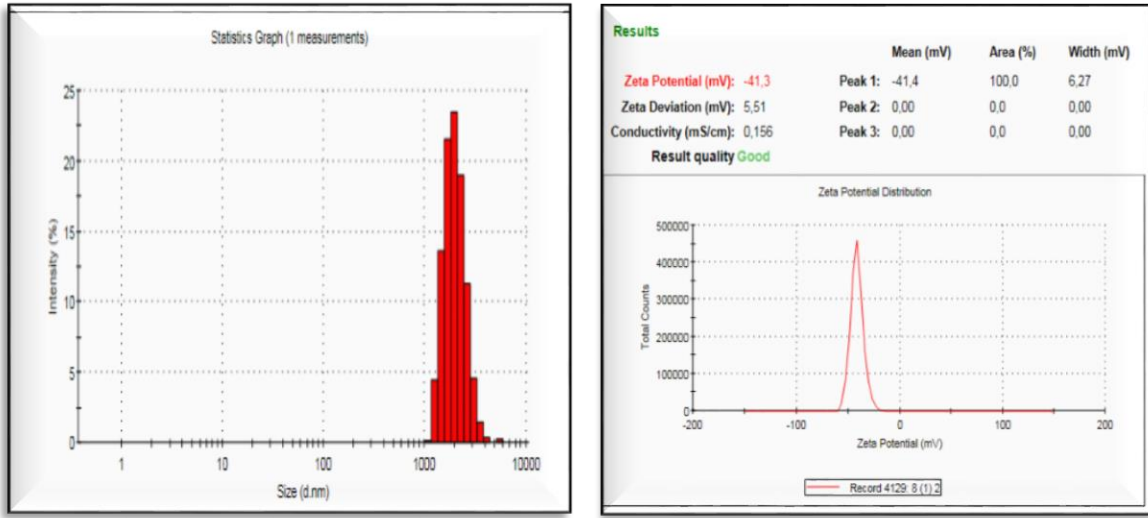 Statistics Graph (1 measurements)
25
20
15
10
5
0
Intensity (%)
1 10 100 1000 10000
Size (d.nm)
Results
Mean (mV) Area (%) Width (mV)
Zeta Potential (mV): -41,3 Peak 1: -41,4 100,0 6,27
Zeta Deviation (mV): 5,51 Peak 2: 0,00 0,0 0,00
Conductivity (mS/cm): 0,156 Peak 3: 0,00 0,0 0,00
Result quality Good
Zeta Potential Distribution
500000
400000
300000
200000
100000
0
Total Counts
-200 -100 0 100 200
Zeta Potential (mV)
Record 4129: 8 (1) 2